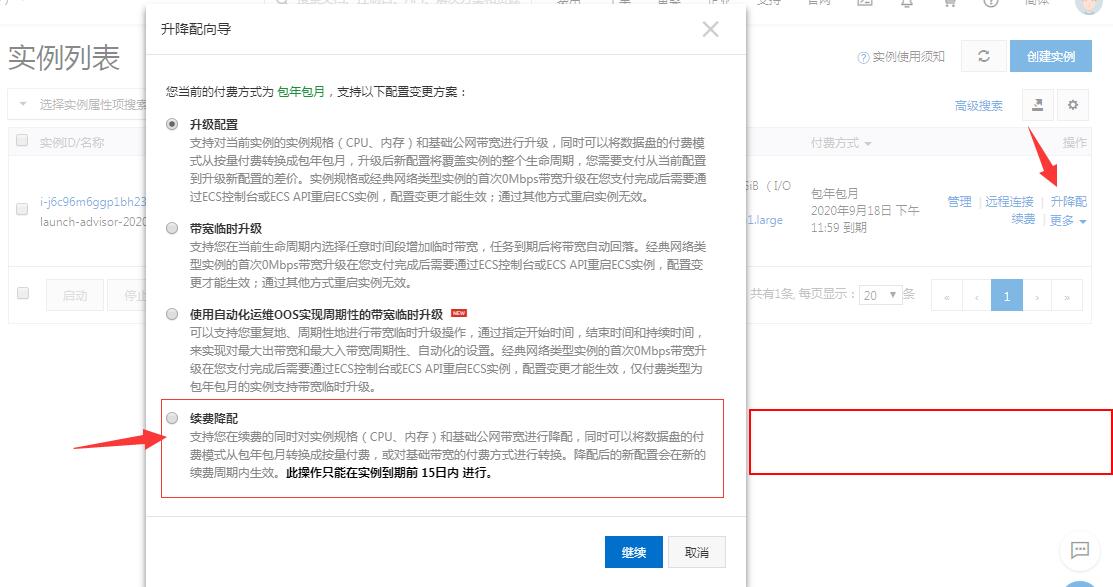 支持
官网
简体
实例列表
实例使用须知
创建实例
选择实例属性项搜索
高级搜索
实例ID/名称
付费方式
操作
i-j6c96m6ggp1bh23
launch-advisor-2020
GiB（I/O
1.large
包年包月
2020年9月18日 下午
11:59 到期
管理 | 远程连接 | 升降配
续费 | 更多
启动
停止
共有1条, 每页显示：20 条
« ‹ 1 › »
升降配向导
您当前的付费方式为 包年包月，支持以下配置变更方案：
升级配置
支持对当前实例的实例规格（CPU、内存）和基础公网带宽进行升级，同时可以将数据盘的付费模
式从按量付费转换成包年包月，升级后新配置将覆盖实例的整个生命周期，您需要支付从当前配置
到升级新配置的差价。实例规格或经典网络类型实例的首次0Mbps带宽升级在您支付完成后需要通
过ECS控制台或ECS API重启ECS实例，配置变更才能生效；通过其他方式重启实例无效。
带宽临时升级
支持您在当前生命周期内选择任意时间段增加临时带宽，任务到期后将带宽自动回落。经典网络类
型实例的首次0Mbps带宽升级在您支付完成后需要通过ECS控制台或ECS API重启ECS实例，配置变
更才能生效；通过其他方式重启实例无效。
使用自动化运维OOS实现周期性的带宽临时升级 NEW
可以支持您重复地、周期性地进行带宽临时升级操作，通过指定开始时间，结束时间和持续时间，
来实现对最大出带宽和最大入带宽周期性、自动化的设置。经典网络类型实例的首次0Mbps带宽升
级在您支付完成后需要通过ECS控制台或ECS API重启ECS实例，配置变更才能生效，仅付费类型为
包年包月的实例支持带宽临时升级。
续费降配
支持您在续费的同时对实例规格（CPU、内存）和基础公网带宽进行降配，同时可以将数据盘的付
费模式从包年包月转换成按量付费，或对基础带宽的付费方式进行转换。降配后的新配置会在新的
续费周期内生效。此操作只能在实例到期前 15日内 进行。
继续
取消